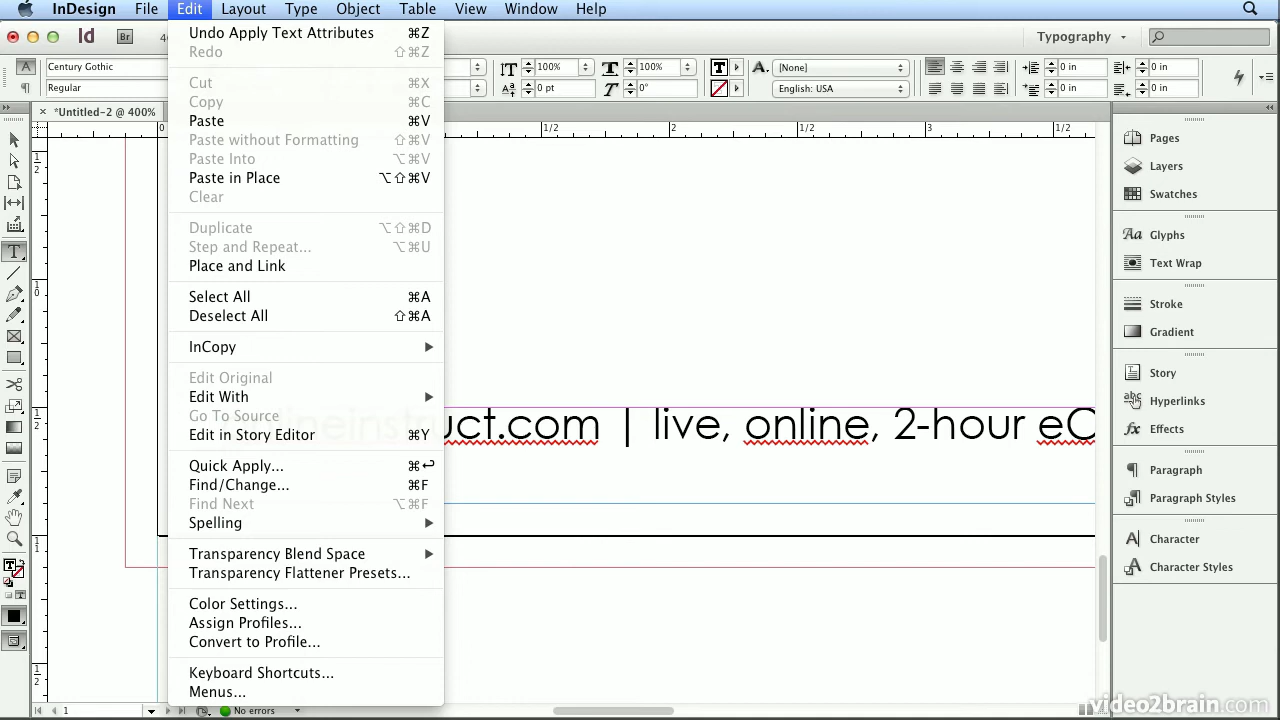 InDesign File Edit Layout Type Object Table View Window Help
Id Br Typography
Century Gothic 100% 100% [None] 0 in 0 in
Regular 0 pt 0° English: USA 0 in 0 in
*Untitled-2 @ 400%
0 1/2 2 1/2 3 1/2
Undo Apply Text Attributes ⌘Z
Redo ⇧⌘Z
Cut ⌘X
Copy ⌘C
Paste ⌘V
Paste without Formatting ⇧⌘V
Paste Into ⌥⌘V
Paste in Place ⌥⇧⌘V
Clear
Duplicate ⌥⇧⌘D
Step and Repeat... ⌥⌘U
Place and Link
Select All ⌘A
Deselect All ⇧⌘A
InCopy
Edit Original
Edit With
Go To Source
Edit in Story Editor ⌘Y
Quick Apply... ⌘↩
Find/Change... ⌘F
Find Next ⌥⌘F
Spelling
Transparency Blend Space
Transparency Flattener Presets...
Color Settings...
Assign Profiles...
Convert to Profile...
Keyboard Shortcuts...
Menus...
lineinstruct.com | live, online, 2-hour eC
Pages
Layers
Swatches
Glyphs
Text Wrap
Stroke
Gradient
Story
Hyperlinks
Effects
Paragraph
Paragraph Styles
Character
Character Styles
1 No errors
video2brain.com